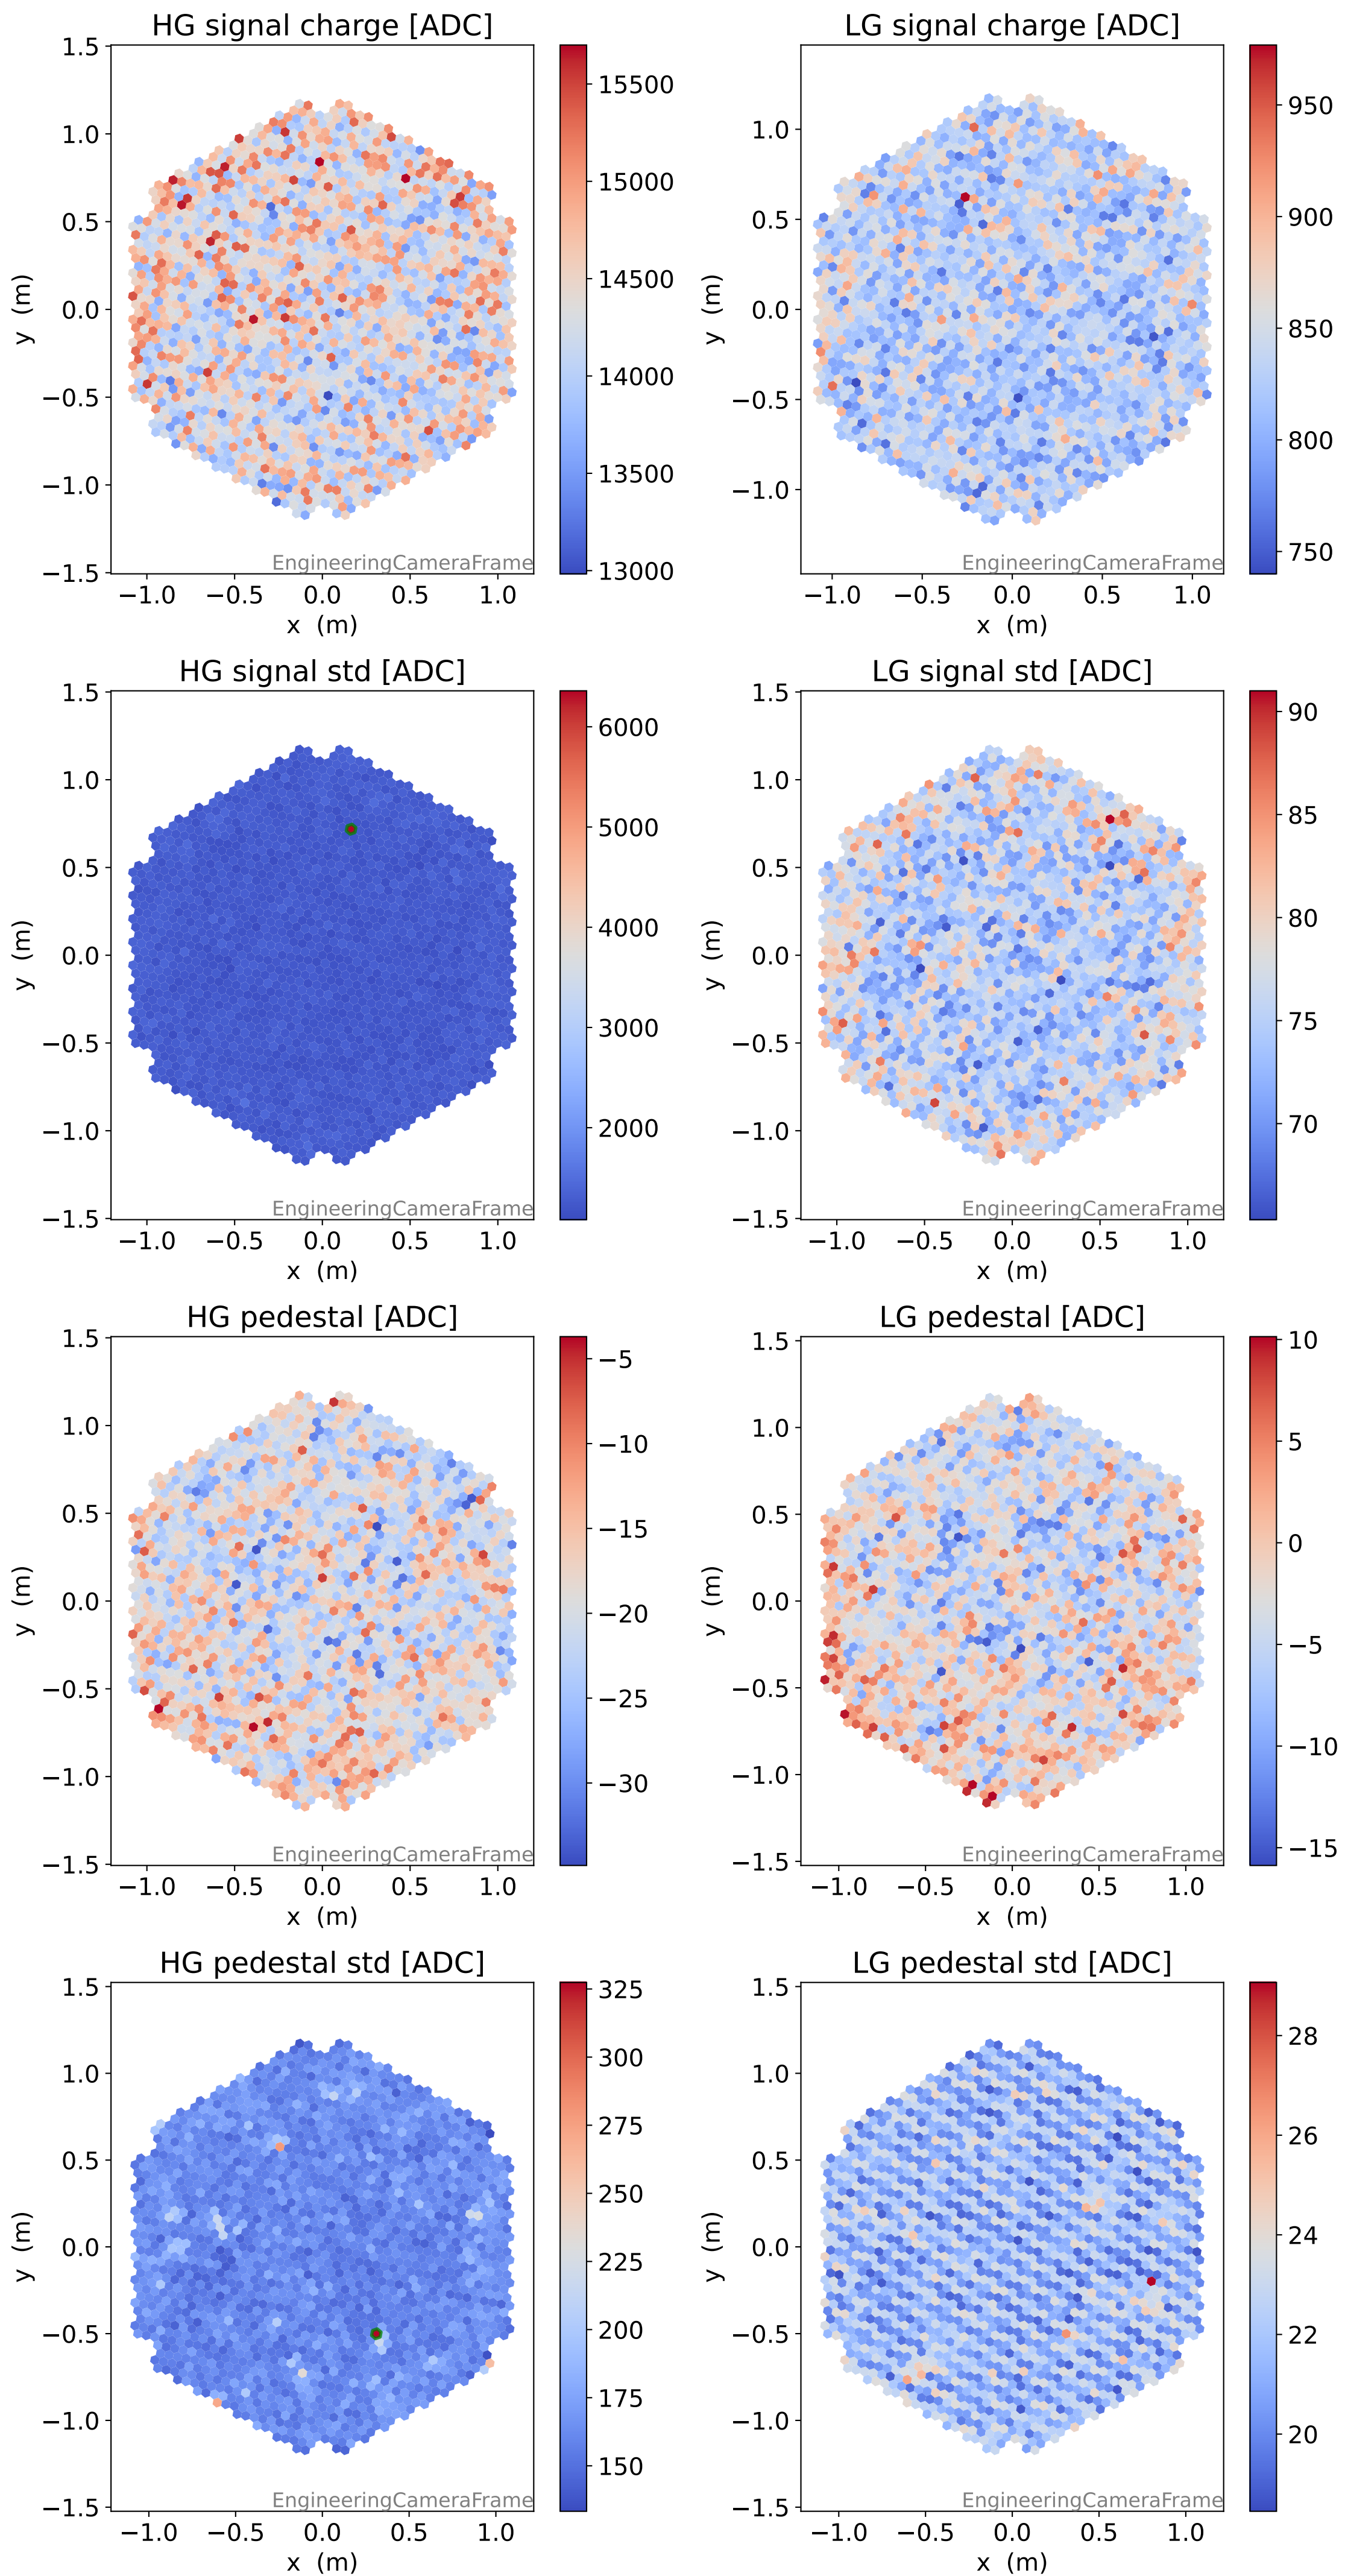 HG signal charge [ADC]
1.5
1.0
0.5
0.0
−0.5
−1.0
−1.5
y (m)
−1.0 −0.5 0.0 0.5 1.0
x (m)
EngineeringCameraFrame
15500
15000
14500
14000
13500
13000
LG signal charge [ADC]
1.0
0.5
0.0
−0.5
−1.0
y (m)
−1.0 −0.5 0.0 0.5 1.0
x (m)
EngineeringCameraFrame
950
900
850
800
750
HG signal std [ADC]
1.5
1.0
0.5
0.0
−0.5
−1.0
−1.5
y (m)
−1.0 −0.5 0.0 0.5 1.0
x (m)
EngineeringCameraFrame
6000
5000
4000
3000
2000
LG signal std [ADC]
1.5
1.0
0.5
0.0
−0.5
−1.0
−1.5
y (m)
−1.0 −0.5 0.0 0.5 1.0
x (m)
EngineeringCameraFrame
90
85
80
75
70
HG pedestal [ADC]
1.5
1.0
0.5
0.0
−0.5
−1.0
−1.5
y (m)
−1.0 −0.5 0.0 0.5 1.0
x (m)
EngineeringCameraFrame
−5
−10
−15
−20
−25
−30
LG pedestal [ADC]
1.5
1.0
0.5
0.0
−0.5
−1.0
−1.5
y (m)
−1.0 −0.5 0.0 0.5 1.0
x (m)
EngineeringCameraFrame
10
5
0
−5
−10
−15
HG pedestal std [ADC]
1.5
1.0
0.5
0.0
−0.5
−1.0
−1.5
y (m)
−1.0 −0.5 0.0 0.5 1.0
x (m)
EngineeringCameraFrame
325
300
275
250
225
200
175
150
LG pedestal std [ADC]
1.5
1.0
0.5
0.0
−0.5
−1.0
−1.5
y (m)
−1.0 −0.5 0.0 0.5 1.0
x (m)
EngineeringCameraFrame
28
26
24
22
20